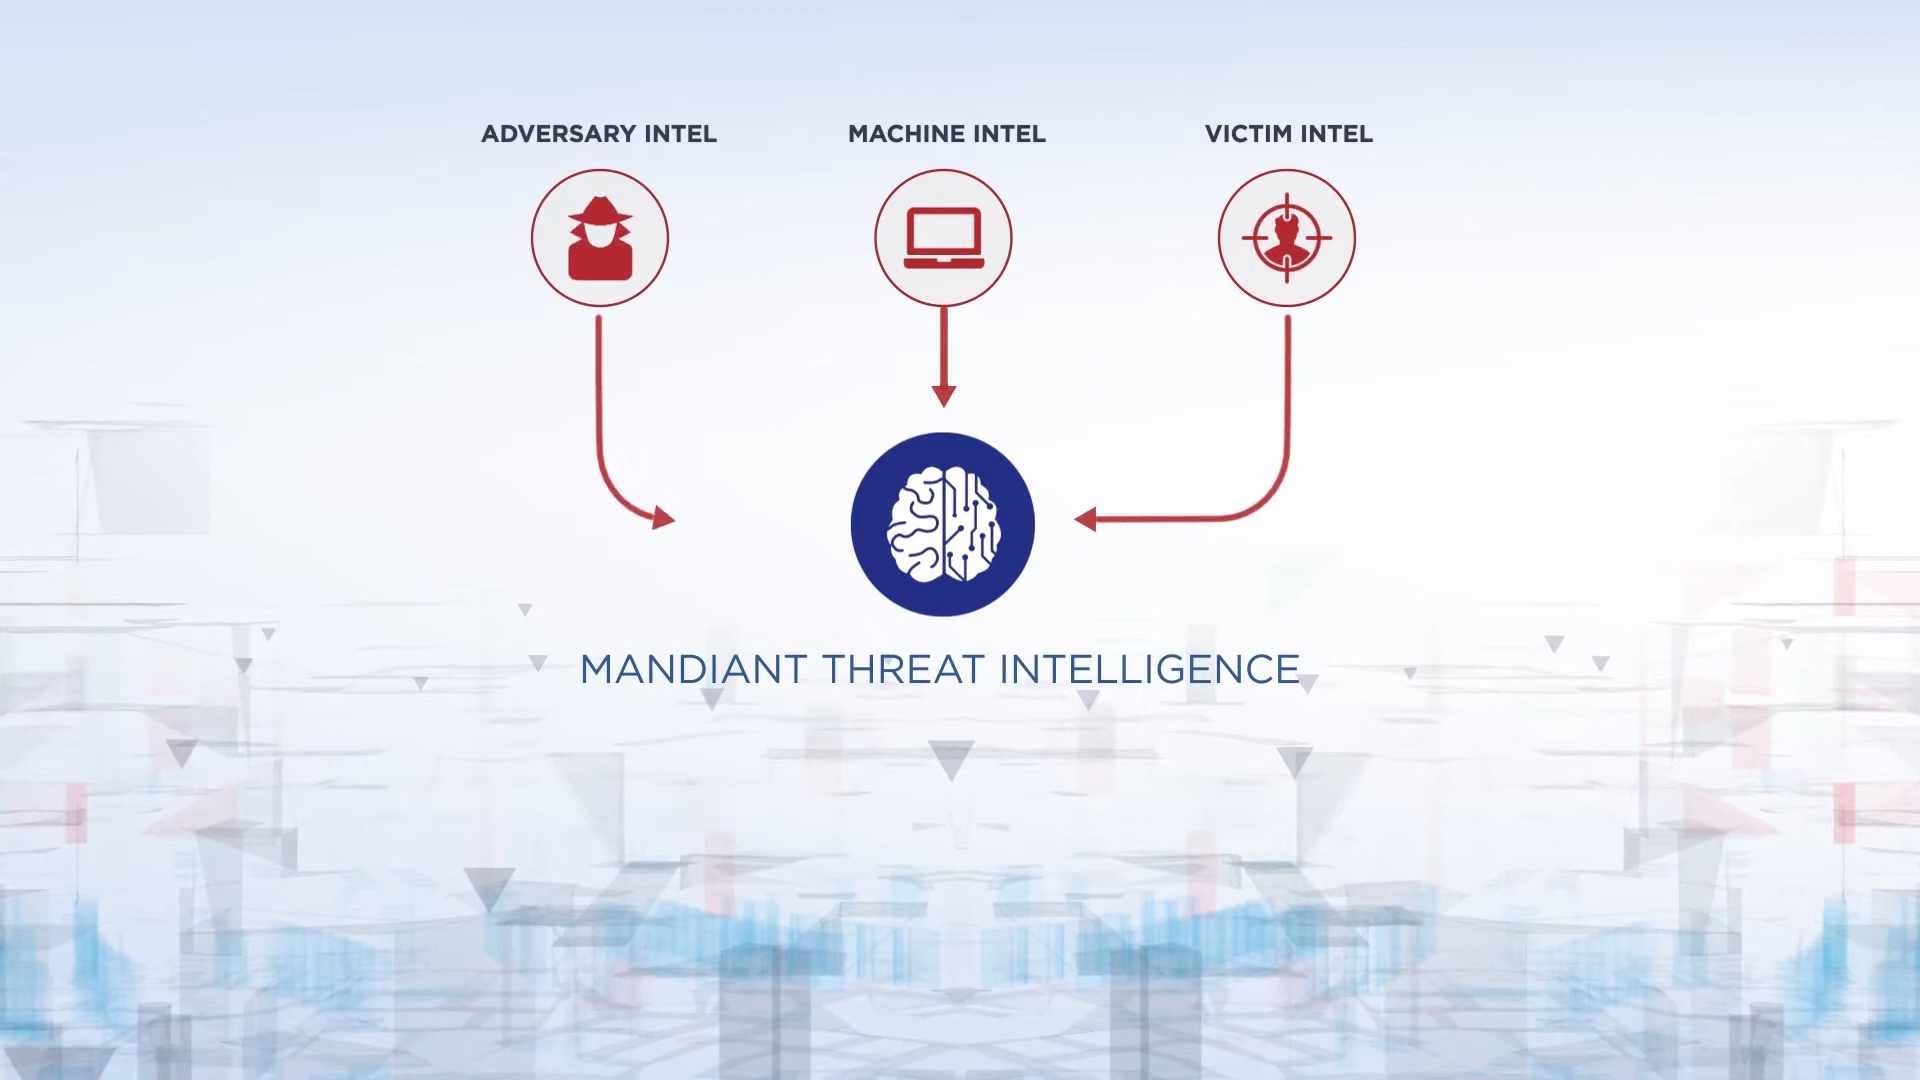 ADVERSARY INTEL
MACHINE INTEL
VICTIM INTEL
MANDIANT THREAT INTELLIGENCE